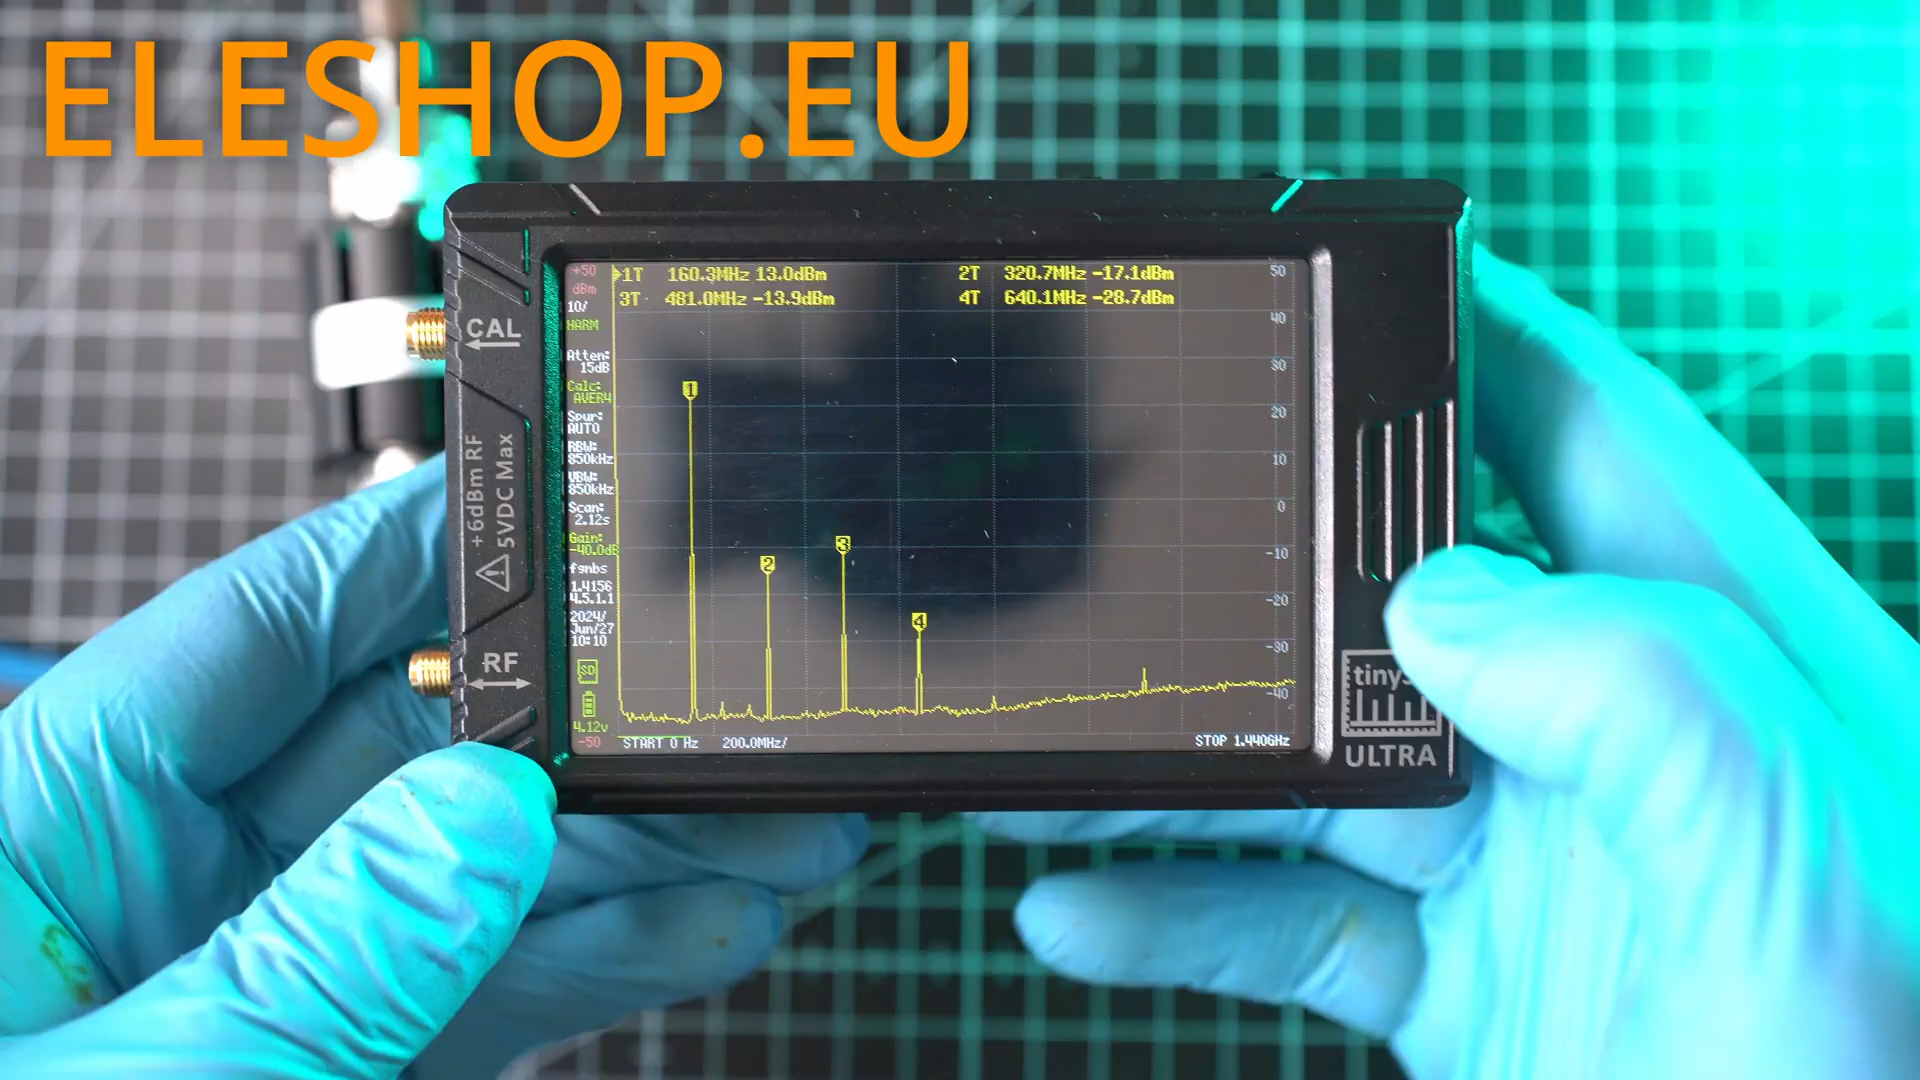 ELESHOP.EU
+50
dBm
10/
HARM
Atten:
15dB
Calc:
AVER4
Spur:
AUTO
RBW:
850kHz
VBW:
850kHz
Scan:
2.12s
Gain:
-40.0dB
fgnbs
1.4156
4.5.1.1
2024/
Jun/27
10:10
SD
4.12v
-50
1T 160.3MHz 13.0dBm 2T 320.7MHz -17.1dBm
3T 481.0MHz -13.9dBm 4T 640.1MHz -28.7dBm
1
2
3
4
50
40
30
20
10
0
-10
-20
-30
-40
START 0 Hz 200.0MHz/ STOP 1.440GHz
CAL
+6dBm RF
5VDC Max
RF
ULTRA